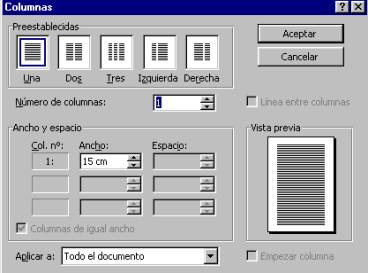 Columnas
Preestablecidas
Una Dos Tres Izquierda Derecha
Aceptar
Cancelar
Número de columnas: 1
Línea entre columnas
Ancho y espacio
Col. nº: Ancho: Espacio:
1: 15 cm
Columnas de igual ancho
Vista previa
Aplicar a: Todo el documento
Empezar columna